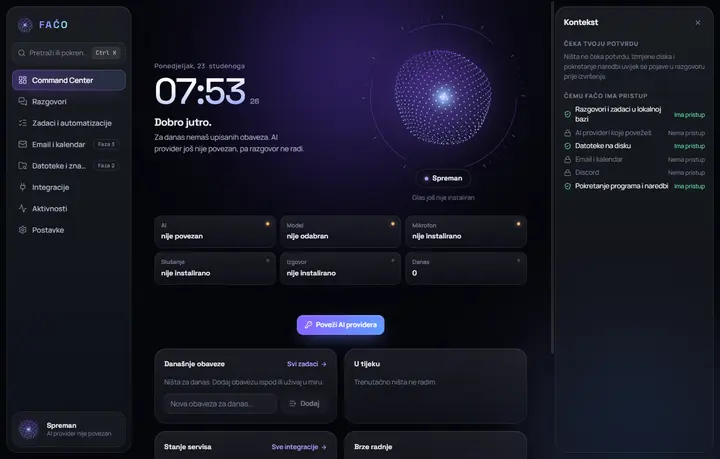 FAĆO
Pretraži ili pokren...
Ctrl K
Command Center
Razgovori
Zadaci i automatizacije
Email i kalendar
Faza 3
Datoteke i zna...
Faza 2
Integracije
Aktivnosti
Postavke
Spreman
AI provider nije povezan
Ponedjeljak, 23. studenoga
07:53 26
Dobro jutro.
Za danas nemaš upisanih obaveza. AI
provider još nije povezan, pa razgovor ne radi.
Spreman
Glas još nije instaliran
AI
nije povezan
Model
nije odabran
Mikrofon
nije instalirano
Slušanje
nije instalirano
Izgovor
nije instalirano
Danas
0
Poveži AI providera
Današnje obaveze
Svi zadaci →
Ništa za danas. Dodaj obavezu ispod ili uživaj u miru.
Nova obaveza za danas...
Dodaj
U tijeku
Trenutačno ništa ne radim.
Stanje servisa
Sve integracije →
Brze radnje
Kontekst
ČEKA TVOJU POTVRDU
Ništa ne čeka potvrdu. Izmjene diska i
pokretanje naredbi uvijek se pojave u razgovoru
prije izvršenja.
ČEMU FAĆO IMA PRISTUP
Razgovori i zadaci u lokalnoj
bazi
Ima pristup
AI provideri koje povežeš
Nema pristup
Datoteke na disku
Ima pristup
Email i kalendar
Nema pristup
Discord
Nema pristup
Pokretanje programa i naredbi
Ima pristup